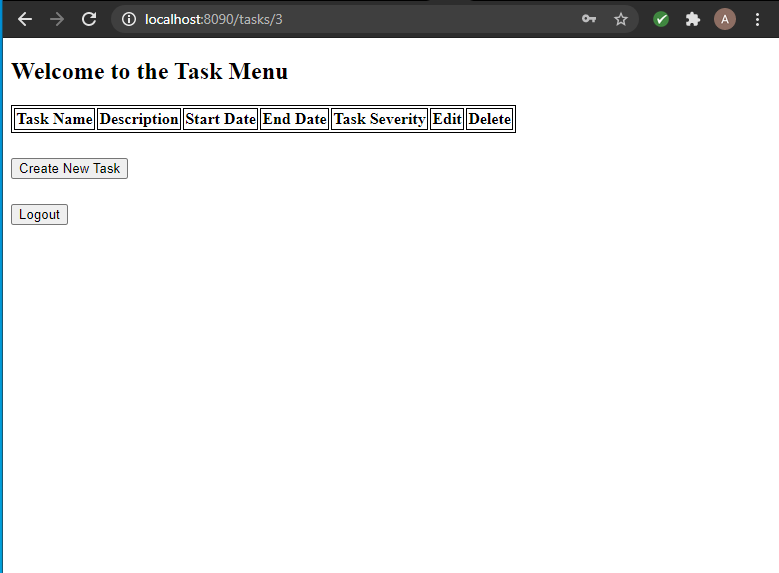 localhost:8090/tasks/3
A
Welcome to the Task Menu
Task Name Description Start Date End Date Task Severity Edit Delete
Create New Task
Logout